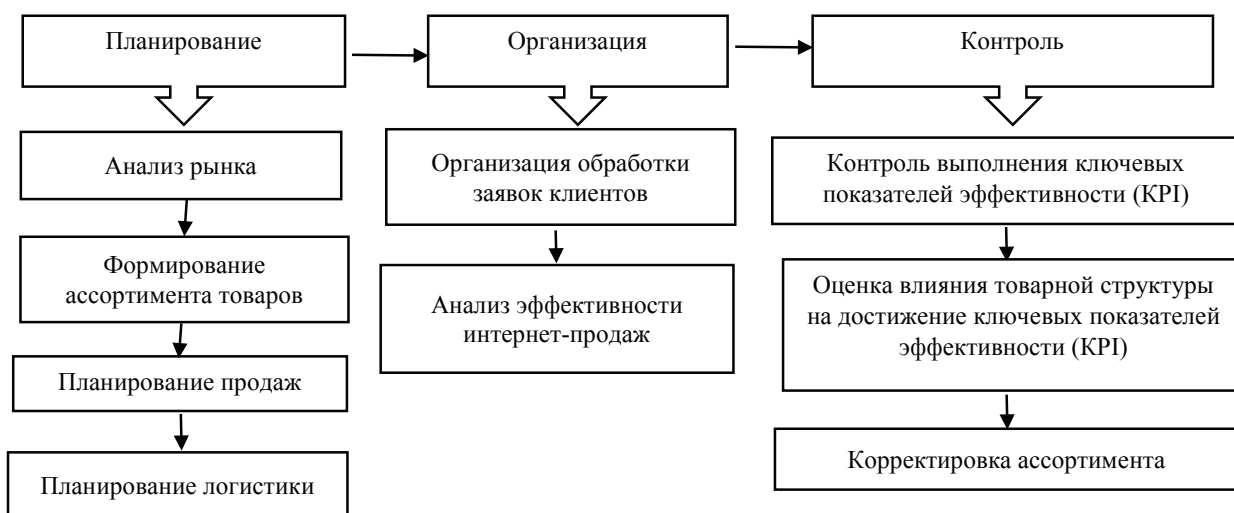 Планирование
Организация
Контроль
Анализ рынка
Формирование
ассортимента товаров
Планирование продаж
Планирование логистики
Организация обработки
заявок клиентов
Анализ эффективности
интернет-продаж
Контроль выполнения ключевых
показателей эффективности (KPI)
Оценка влияния товарной структуры
на достижение ключевых показателей
эффективности (KPI)
Корректировка ассортимента